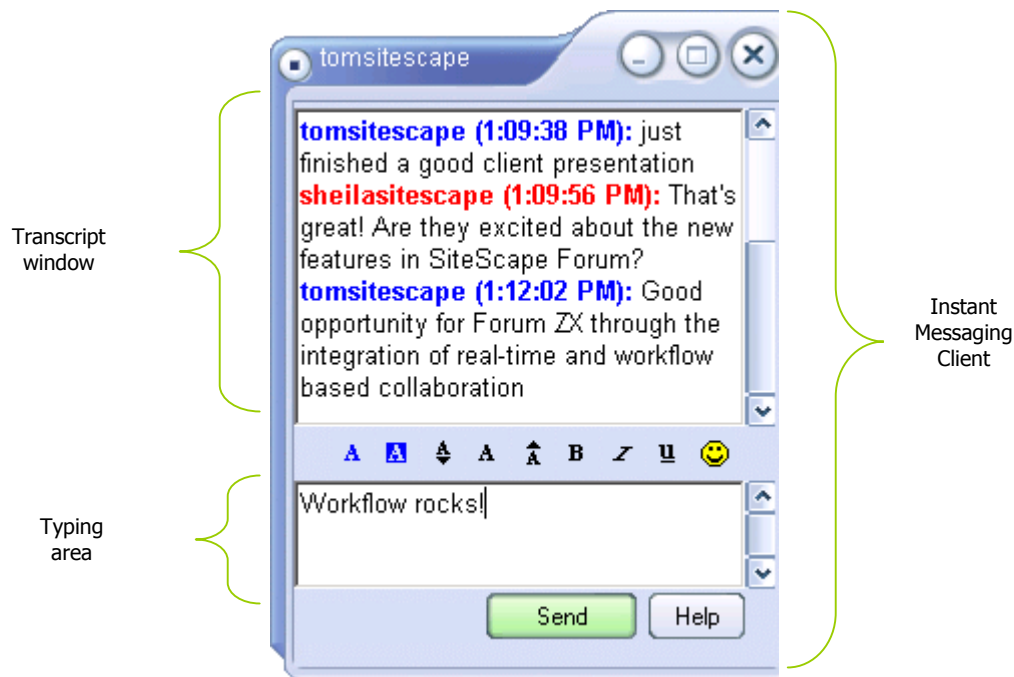 tomsitescape
tomsitescape (1:09:38 PM): just
finished a good client presentation
sheilasitescape (1:09:56 PM): That's
great! Are they excited about the new
features in SiteScape Forum?
tomsitescape (1:12:02 PM): Good
opportunity for Forum ZX through the
integration of real-time and workflow
based collaboration
Transcript
window
Instant
Messaging
Client
A A A A A B I u
Workflow rocks!
Typing
area
Send Help